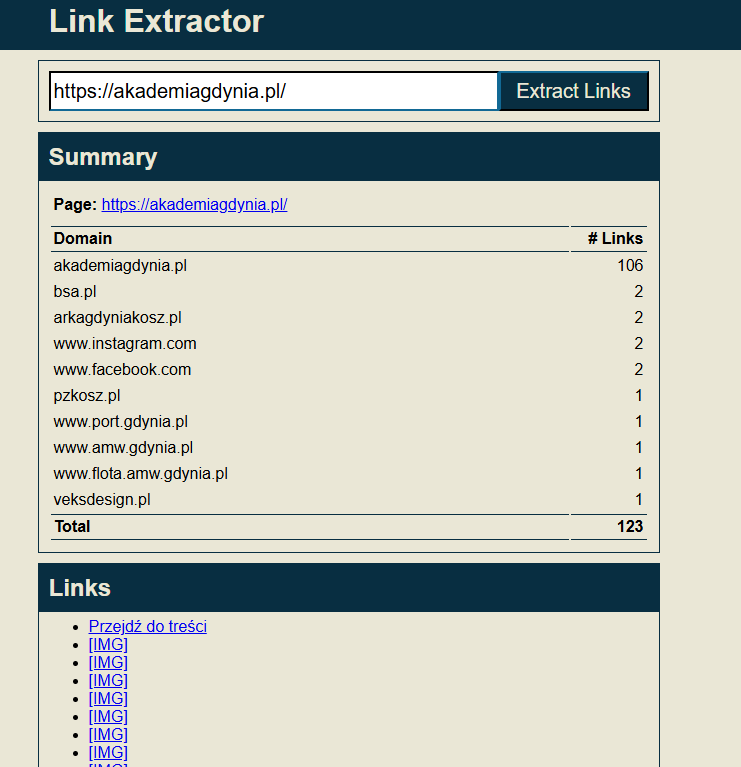 Link Extractor
https://akademiagdynia.pl/ Extract Links
Summary
Page: https://akademiagdynia.pl/
Domain # Links
akademiagdynia.pl 106
bsa.pl 2
arkagdyniakosz.pl 2
www.instagram.com 2
www.facebook.com 2
pzkosz.pl 1
www.port.gdynia.pl 1
www.amw.gdynia.pl 1
www.flota.amw.gdynia.pl 1
veksdesign.pl 1
Total 123
Links
• Przejdź do treści
• [IMG]
• [IMG]
• [IMG]
• [IMG]
• [IMG]
• [IMG]
• [IMG]